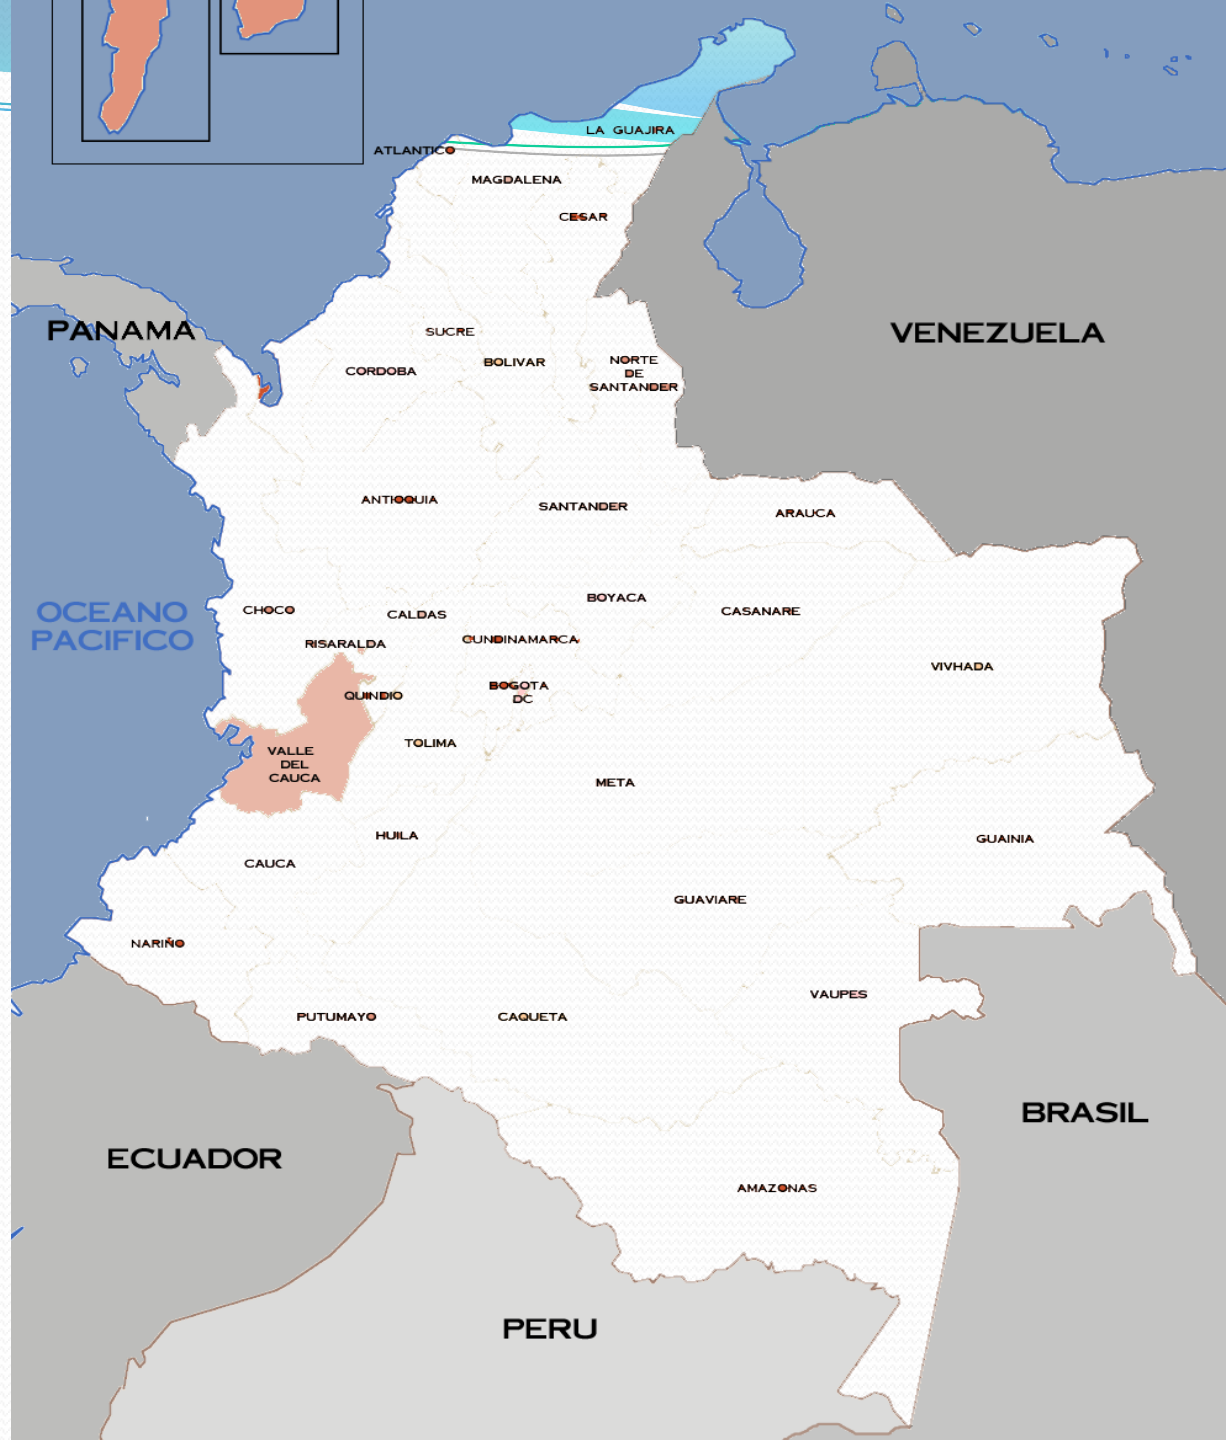 LA GUAJIRA
ATLANTICO
MAGDALENA
CESAR
PANAMA
VENEZUELA
SUCRE
BOLIVAR
NORTE
DE
SANTANDER
CORDOBA
ANTIOQUIA
SANTANDER
ARAUCA
OCEANO
PACIFICO
CHOCO
CALDAS
BOYACA
CASANARE
RISARALDA
CUNDINAMARCA
VIVHADA
QUINDIO
BOGOTA
DC
TOLIMA
VALLE
DEL
CAUCA
META
HUILA
GUAINIA
CAUCA
GUAVIARE
NARIÑO
VAUPES
PUTUMAYO
CAQUETA
BRASIL
ECUADOR
AMAZONAS
PERU